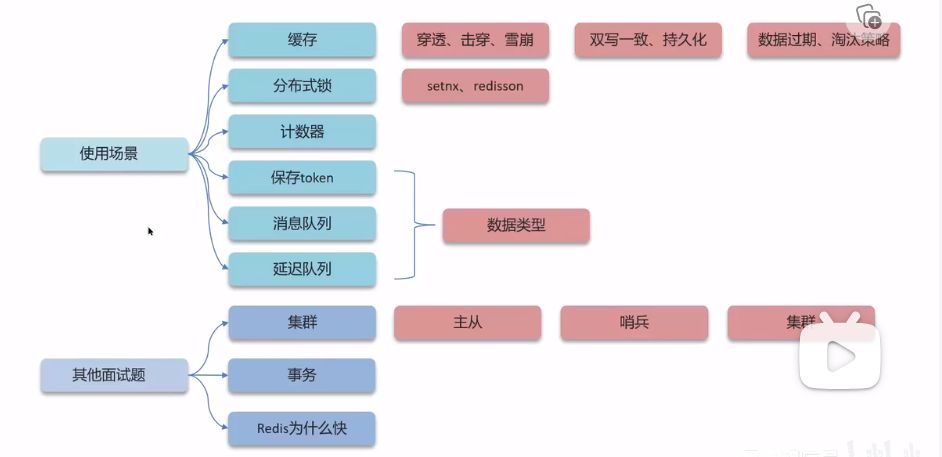 缓存
穿透、击穿、雪崩
双写一致、持久化
数据过期、淘汰策略
分布式锁
setnx、redisson
使用场景
计数器
保存token
消息队列
数据类型
延迟队列
集群
主从
哨兵
集群
其他面试题
事务
Redis为什么快